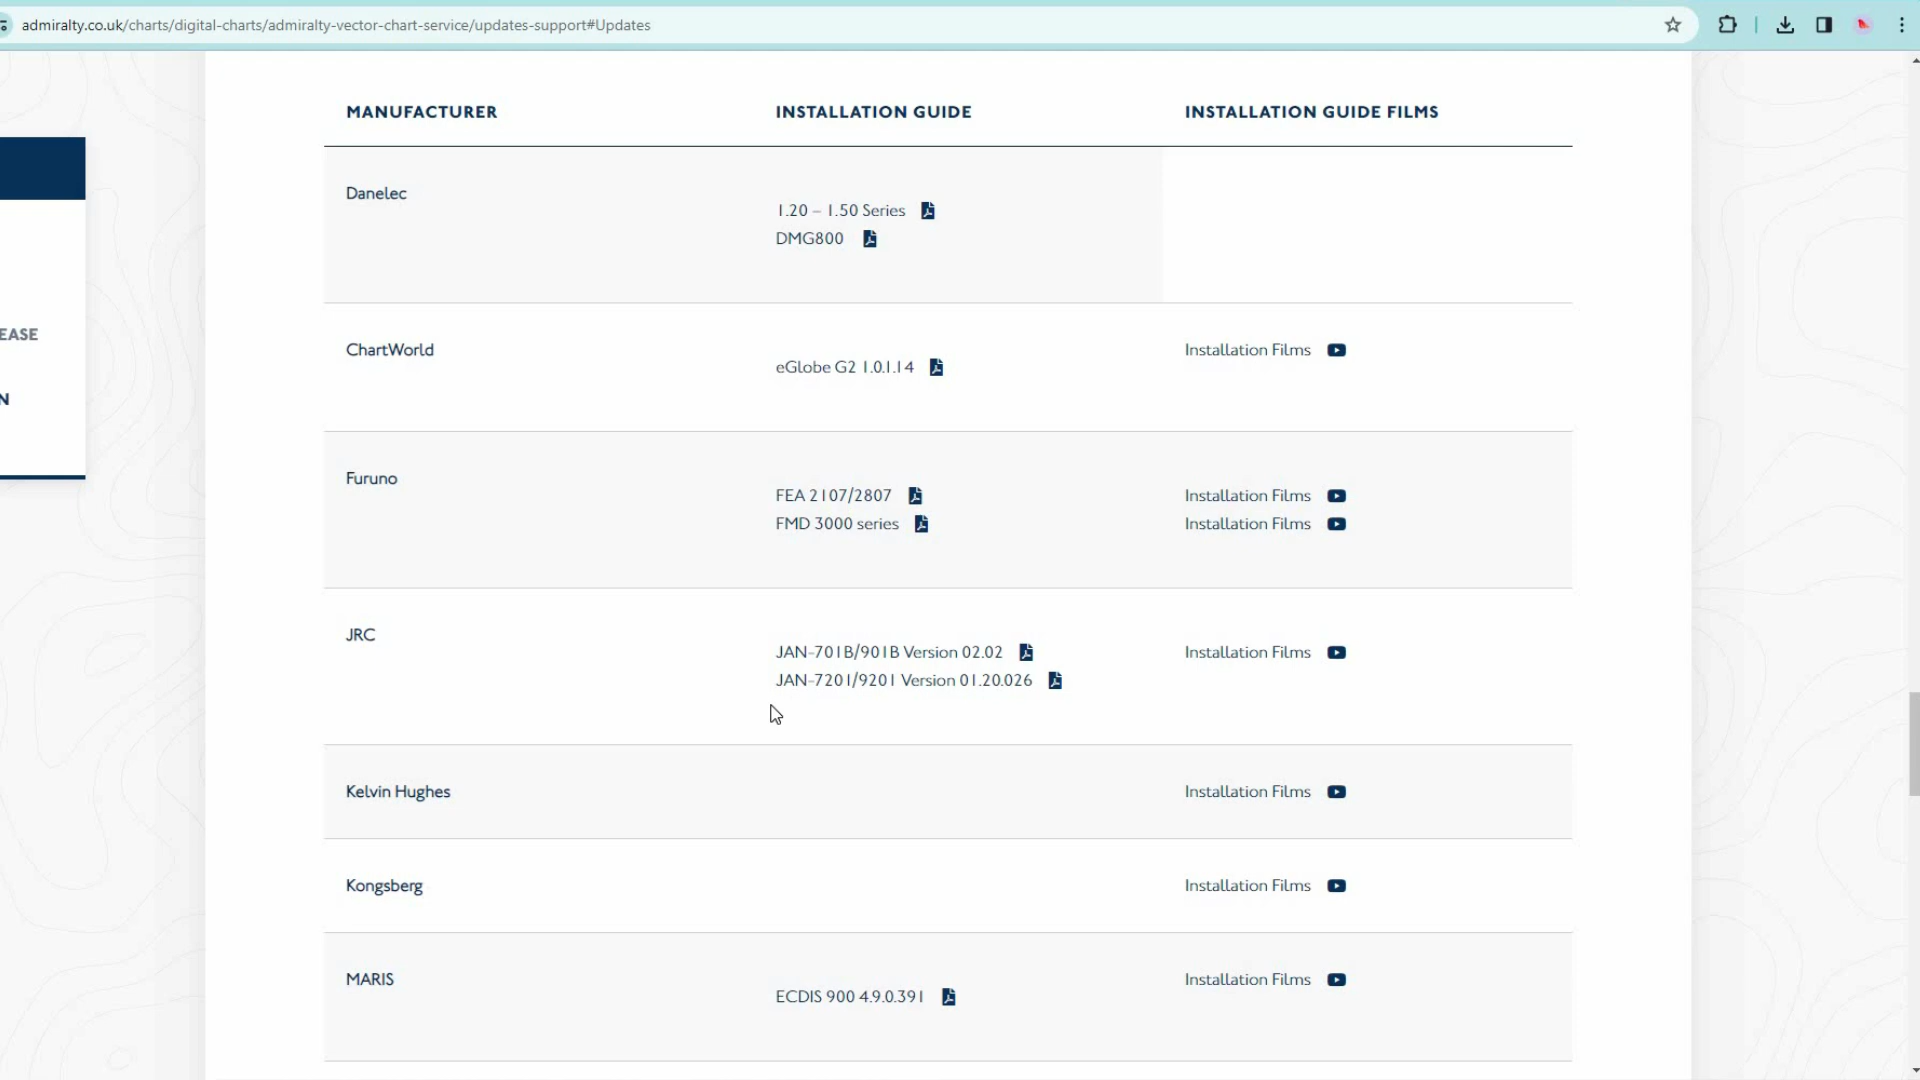 admiralty.co.uk/charts/digital-charts/admiralty-vector-chart-service/updates-support#Updates
MANUFACTURER INSTALLATION GUIDE INSTALLATION GUIDE FILMS
Danelec
1.20 – 1.50 Series
DMG800
EASE
ChartWorld Installation Films
eGlobe G2 1.0.1.14
N
Furuno
FEA 2107/2807 Installation Films
FMD 3000 series Installation Films
JRC
JAN-701B/901B Version 02.02 Installation Films
JAN-7201/9201 Version 01.20.026
Kelvin Hughes Installation Films
Kongsberg Installation Films
MARIS Installation Films
ECDIS 900 4.9.0.391